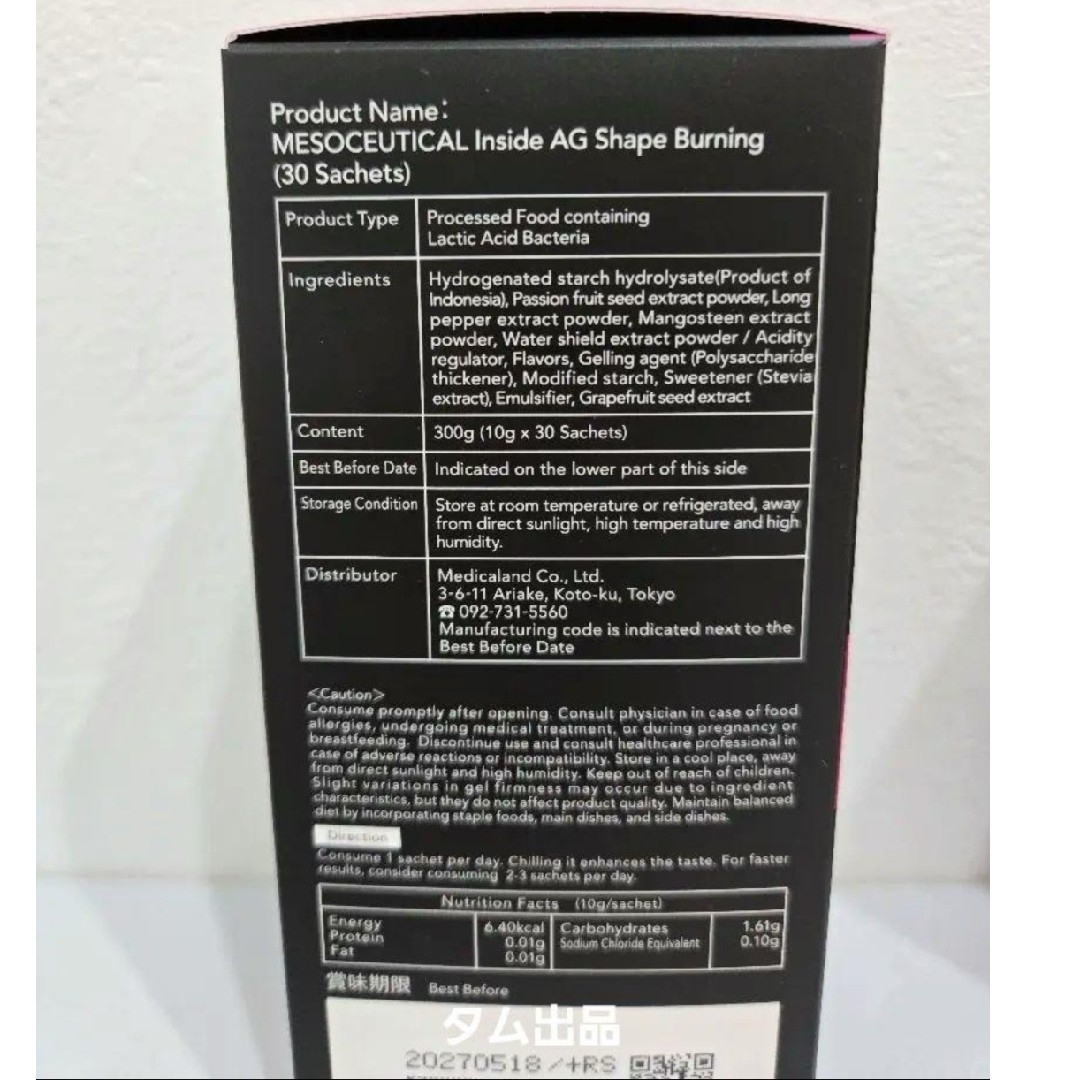 Product Name:
MESOCEUTICAL Inside AG Shape Burning
(30 Sachets)
Product Type
Processed Food containing
Lactic Acid Bacteria
Ingredients
Hydrogenated starch hydrolysate(Product of
Indonesia), Passion fruit seed extract powder, Long
pepper extract powder, Mangosteen extract
powder, Water shield extract powder / Acidity
regulator, Flavors, Gelling agent (Polysaccharide
thickener), Modified starch, Sweetener (Stevia
extract), Emulsifier, Grapefruit seed extract
Content
300g (10g x 30 Sachets)
Best Before Date
Indicated on the lower part of this side
Storage Condition
Store at room temperature or refrigerated, away
from direct sunlight, high temperature and high
humidity.
Distributor
Medicaland Co., Ltd.
3-6-11 Ariake, Koto-ku, Tokyo
☎ 092-731-5560
Manufacturing code is indicated next to the
Best Before Date
<Caution>
Consume promptly after opening. Consult physician in case of food
allergies, undergoing medical treatment, or during pregnancy or
breastfeeding. Discontinue use and consult healthcare professional in
case of adverse reactions or incompatibility. Store in a cool place, away
from direct sunlight and high humidity. Keep out of reach of children.
Slight variations in gel firmness may occur due to ingredient
characteristics, but they do not affect product quality. Maintain balanced
diet by incorporating staple foods, main dishes, and side dishes.
Direction
Consume 1 sachet per day. Chilling it enhances the taste. For faster
results, consider consuming 2-3 sachets per day.
Nutrition Facts (10g/sachet)
Energy 6.40kcal Carbohydrates 1.61g
Protein 0.01g Sodium Chloride Equivalent 0.10g
Fat 0.01g
賞味期限 Best Before
タム出品
20270518/+RS